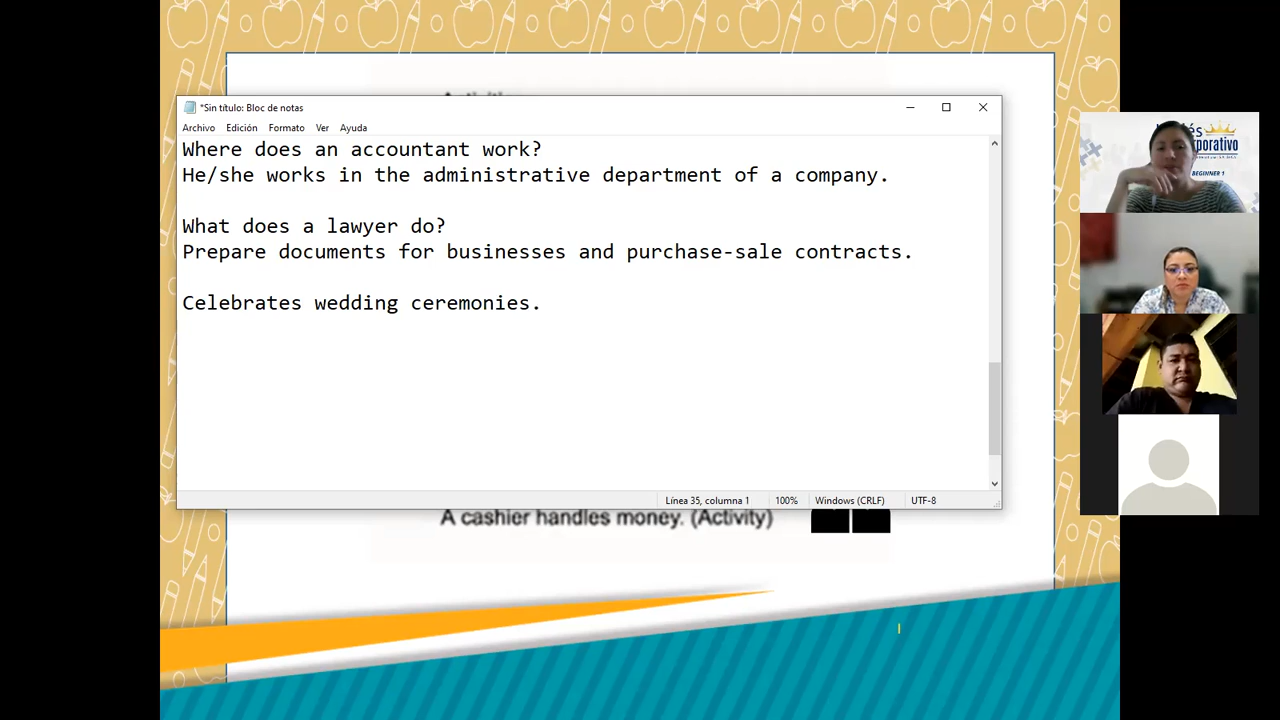 *Sin título: Bloc de notas
Archivo Edición Formato Ver Ayuda
Where does an accountant work?
He/she works in the administrative department of a company.
What does a lawyer do?
Prepare documents for businesses and purchase-sale contracts.
Celebrates wedding ceremonies.
Línea 35, columna 1 100% Windows (CRLF) UTF-8
A cashier handles money. (Activity)
BEGINNER 1